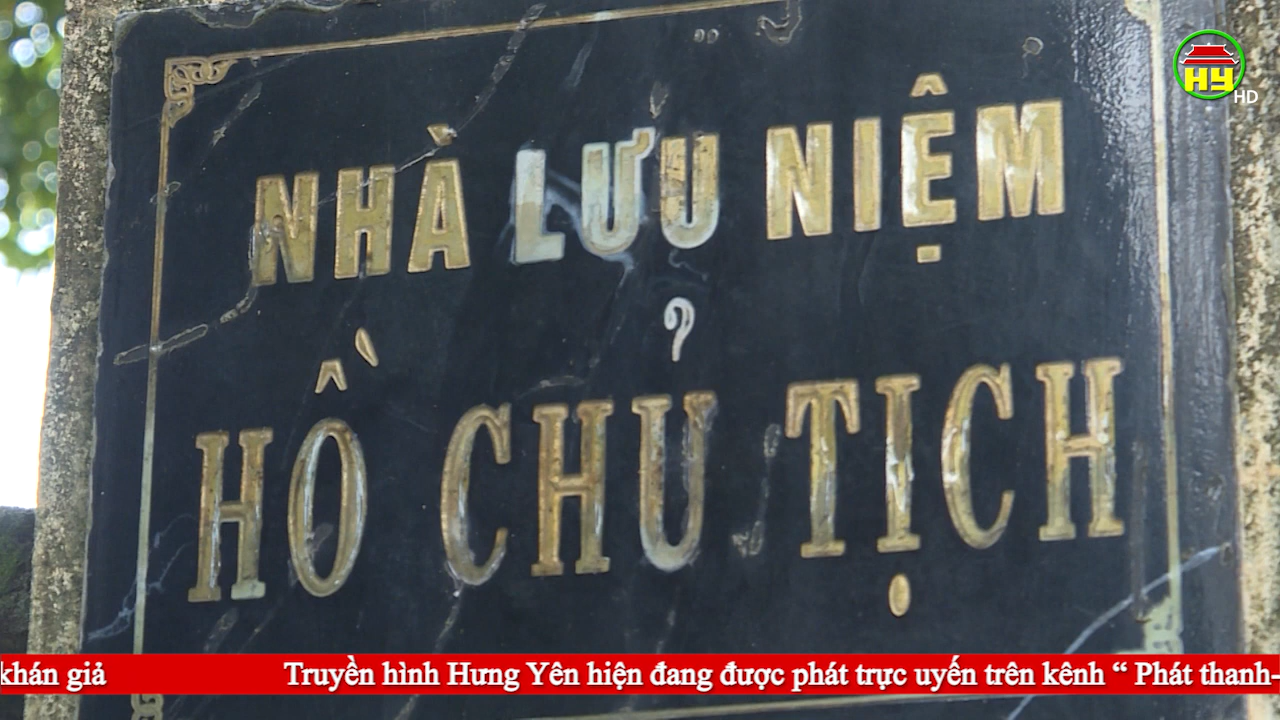 HY
HD
NHÀ LƯU NIỆM
HỒ CHỦ TỊCH
khán giả Truyền hình Hưng Yên hiện đang được phát trực uyến trên kênh “ Phát thanh-